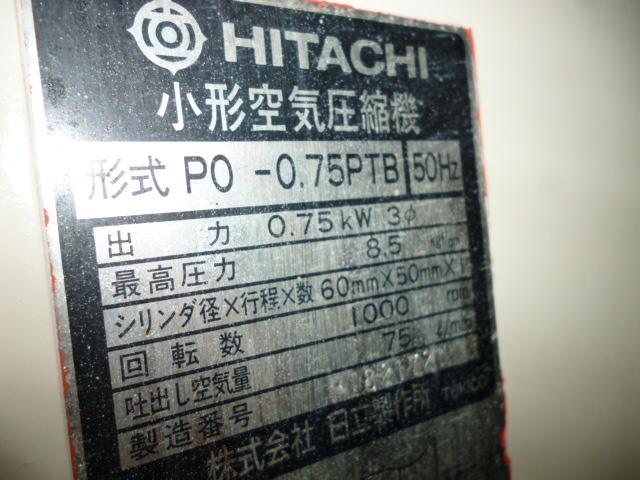 HITACHI
小形空気圧縮機
形式 PO -0.75PTB 50Hz
出力 0.75kW 3φ
最高圧力 8.5
シリンダ径×行程×数 60mm×50mm×
回転数 1000 rpm
吐出し空気量 75
製造番号
株式会社 日立製作所